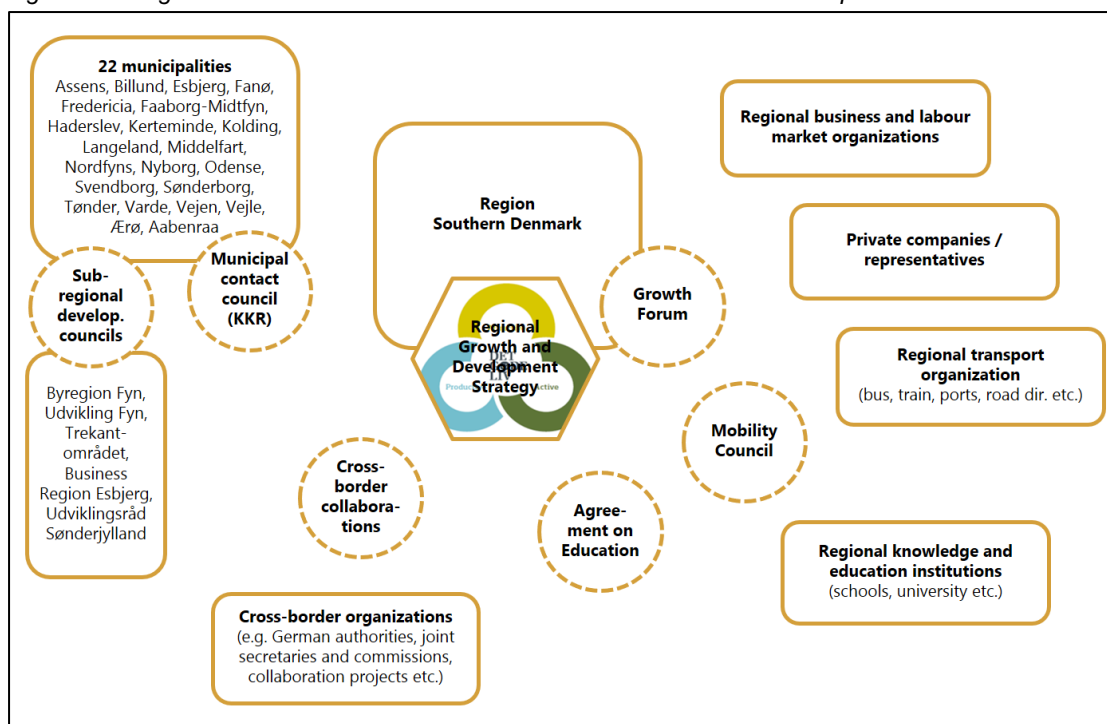 22 municipalities
Assens, Billund, Esbjerg, Fanø,
Fredericia, Faaborg-Midtfyn,
Haderslev, Kerteminde, Kolding,
Langeland, Middelfart,
Nordfyns, Nyborg, Odense,
Svendborg, Sønderborg,
Tønder, Varde, Vejen, Vejle,
Ærø, Aabenraa
Sub-
regional
develop.
councils
Municipal
contact
council
(KKR)
Byregion Fyn,
Udvikling Fyn,
Trekant-
området,
Business
Region Esbjerg,
Udviklingsråd
Sønderjylland
Region
Southern Denmark
Regional
Growth and
Development
Strategy
DET
GODE
LIV
Growth
Forum
Mobility
Council
Agree-
ment on
Education
Cross-
border
collabora-
tions
Cross-border organizations
(e.g. German authorities, joint
secretaries and commissions,
collaboration projects etc.)
Regional business and labour
market organizations
Private companies /
representatives
Regional transport
organization
(bus, train, ports, road dir. etc.)
Regional knowledge and
education institutions
(schools, university etc.)